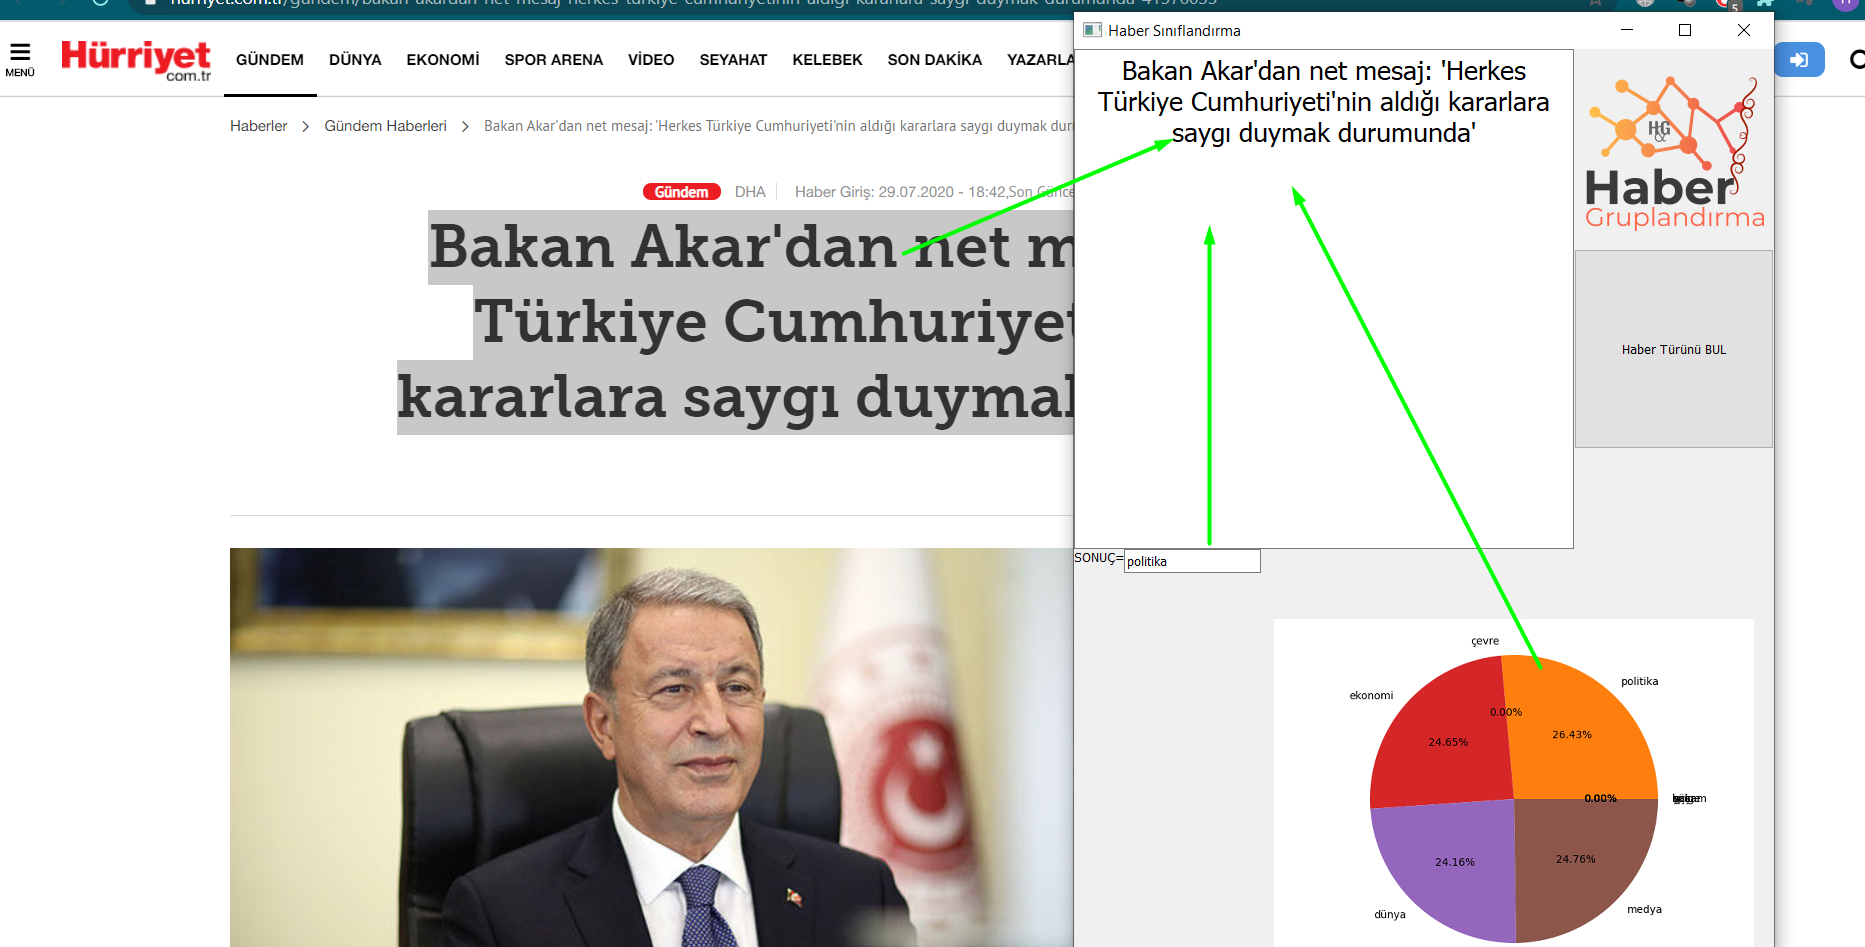 hurriyet.com.tr/gundem/bakan-akardan-net-mesaj-herkes-turkiye-cumhuriyetinin-aldigi-kararlara-saygi-duymak-durumunda-41576035
5
MENÜ
Hürriyet
com.tr
GÜNDEM DÜNYA EKONOMİ SPOR ARENA VİDEO SEYAHAT KELEBEK SON DAKİKA YAZARLA
Haberler > Gündem Haberleri > Bakan Akar'dan net mesaj: 'Herkes Türkiye Cumhuriyeti'nin aldığı kararlara saygı duymak duru
Gündem DHA Haber Giriş: 29.07.2020 - 18:42,Son Günce
Bakan Akar'dan net m
Türkiye Cumhuriyet
kararlara saygı duymak
Haber Sınıflandırma
Bakan Akar'dan net mesaj: 'Herkes
Türkiye Cumhuriyeti'nin aldığı kararlara
saygı duymak durumunda'
H&G
Haber
Gruplandırma
Haber Türünü BUL
SONUÇ= politika
çevre
politika
ekonomi
0.00%
26.43%
24.65%
0.00%
24.16%
24.76%
dünya
medya